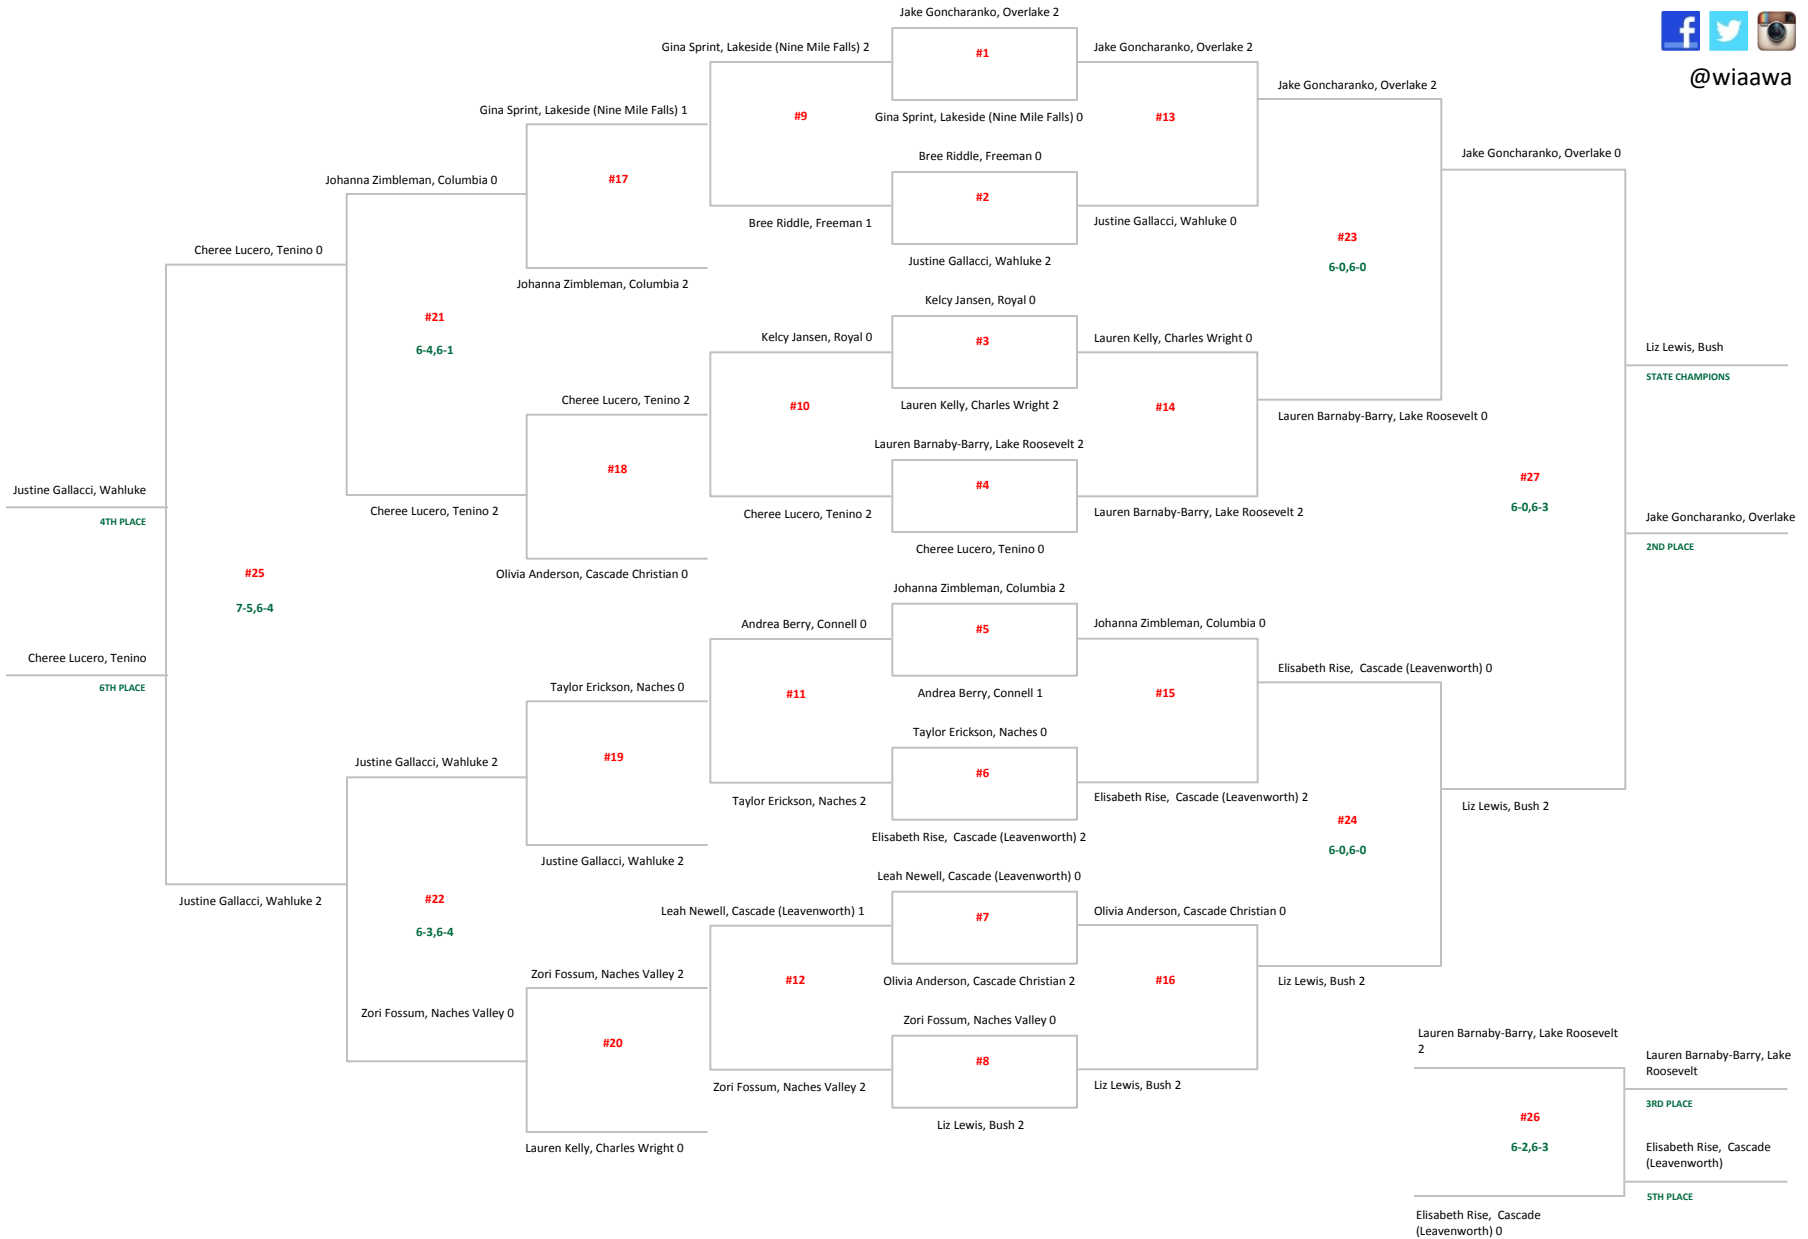 Jake Goncharanko, Overlake 2
@wiaawa
Gina Sprint, Lakeside (Nine Mile Falls) 2
#1
Jake Goncharanko, Overlake 2
Jake Goncharanko, Overlake 2
Gina Sprint, Lakeside (Nine Mile Falls) 1
#9
Gina Sprint, Lakeside (Nine Mile Falls) 0
#13
Jake Goncharanko, Overlake 0
Bree Riddle, Freeman 0
Johanna Zimbleman, Columbia 0
#17
#2
Bree Riddle, Freeman 1
Justine Gallacci, Wahluke 0
Cheree Lucero, Tenino 0
#23
Justine Gallacci, Wahluke 2
6-0,6-0
Johanna Zimbleman, Columbia 2
Kelcy Jansen, Royal 0
#21
Kelcy Jansen, Royal 0
#3
Lauren Kelly, Charles Wright 0
6-4,6-1
Liz Lewis, Bush
STATE CHAMPIONS
Cheree Lucero, Tenino 2
#10
Lauren Kelly, Charles Wright 2
#14
Lauren Barnaby-Barry, Lake Roosevelt 0
Lauren Barnaby-Barry, Lake Roosevelt 2
#18
#27
Justine Gallacci, Wahluke
#4
6-0,6-3
4TH PLACE
Cheree Lucero, Tenino 2
Cheree Lucero, Tenino 2
Lauren Barnaby-Barry, Lake Roosevelt 2
Jake Goncharanko, Overlake
2ND PLACE
Cheree Lucero, Tenino 0
#25
Olivia Anderson, Cascade Christian 0
Johanna Zimbleman, Columbia 2
7-5,6-4
Andrea Berry, Connell 0
#5
Johanna Zimbleman, Columbia 0
Cheree Lucero, Tenino
6TH PLACE
Elisabeth Rise, Cascade (Leavenworth) 0
Taylor Erickson, Naches 0
#11
Andrea Berry, Connell 1
#15
Taylor Erickson, Naches 0
#19
Justine Gallacci, Wahluke 2
#6
Taylor Erickson, Naches 2
Elisabeth Rise, Cascade (Leavenworth) 2
Liz Lewis, Bush 2
#24
Elisabeth Rise, Cascade (Leavenworth) 2
6-0,6-0
Justine Gallacci, Wahluke 2
Leah Newell, Cascade (Leavenworth) 0
Justine Gallacci, Wahluke 2
#22
Leah Newell, Cascade (Leavenworth) 1
#7
Olivia Anderson, Cascade Christian 0
6-3,6-4
Zori Fossum, Naches Valley 2
#12
Olivia Anderson, Cascade Christian 2
#16
Liz Lewis, Bush 2
Zori Fossum, Naches Valley 0
Zori Fossum, Naches Valley 0
#20
#8
Lauren Barnaby-Barry, Lake Roosevelt
2
Lauren Barnaby-Barry, Lake
Roosevelt
3RD PLACE
Zori Fossum, Naches Valley 2
Liz Lewis, Bush 2
Liz Lewis, Bush 2
#26
6-2,6-3
Lauren Kelly, Charles Wright 0
Elisabeth Rise, Cascade
(Leavenworth)
5TH PLACE
Elisabeth Rise, Cascade
(Leavenworth) 0